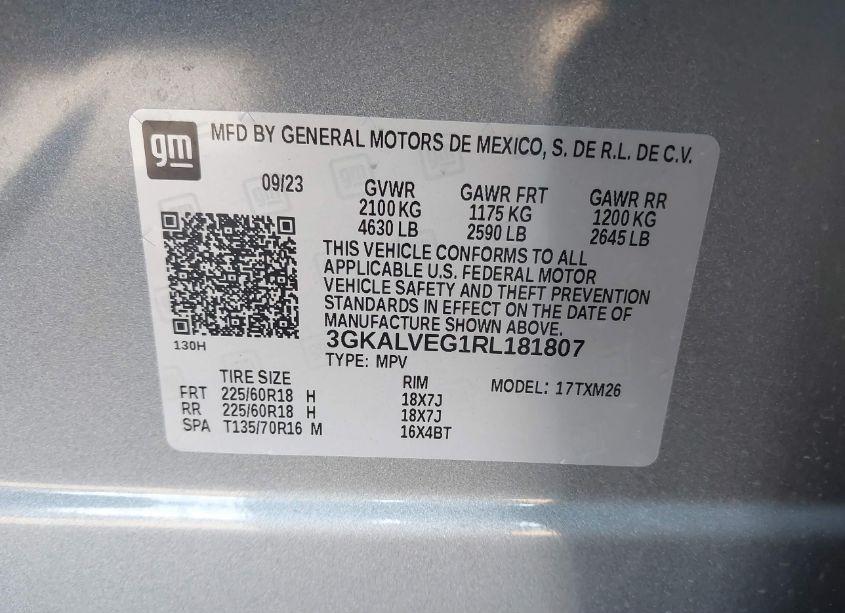 gm MFD BY GENERAL MOTORS DE MEXICO, S. DE R.L. DE C.V.
09/23 GVWR GAWR FRT GAWR RR
2100 KG 1175 KG 1200 KG
4630 LB 2590 LB 2645 LB
THIS VEHICLE CONFORMS TO ALL
APPLICABLE U.S. FEDERAL MOTOR
VEHICLE SAFETY AND THEFT PREVENTION
STANDARDS IN EFFECT ON THE DATE OF
MANUFACTURE SHOWN ABOVE.
130H
3GKALVEG1RL181807
TYPE: MPV
TIRE SIZE RIM MODEL: 17TXM26
FRT 225/60R18 H 18X7J
RR 225/60R18 H 18X7J
SPA T135/70R16 M 16X4BT